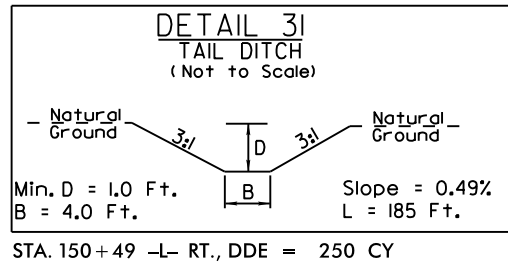 DETAIL 31
TAIL DITCH
(Not to Scale)
Natural Ground
Natural Ground
3:1
3:1
D
B
Min. D = 1.0 Ft.
B = 4.0 Ft.
Slope = 0.49%
L = 185 Ft.
STA. 150+49 -L- RT., DDE = 250 CY